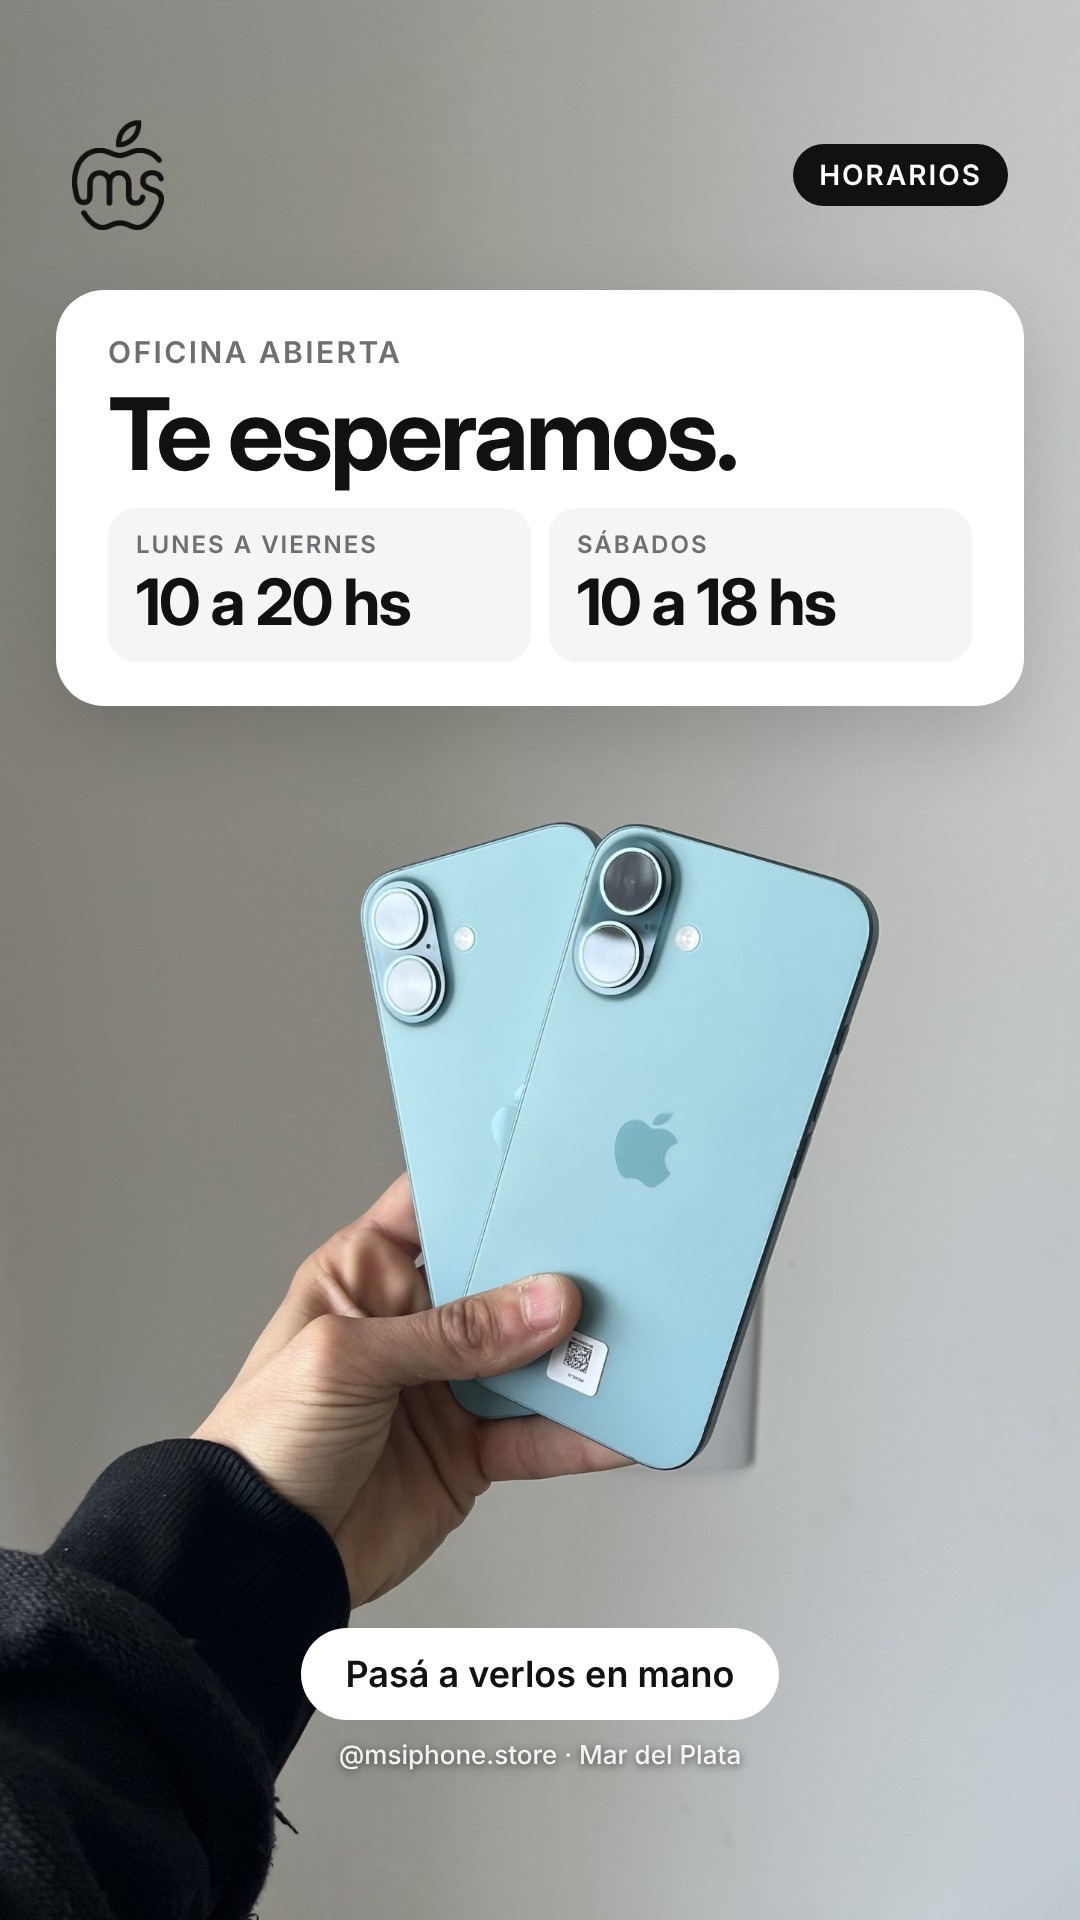 ms
HORARIOS
OFICINA ABIERTA
Te esperamos.
LUNES A VIERNES
10 a 20 hs
SÁBADOS
10 a 18 hs
Pasá a verlos en mano
@msiphone.store · Mar del Plata